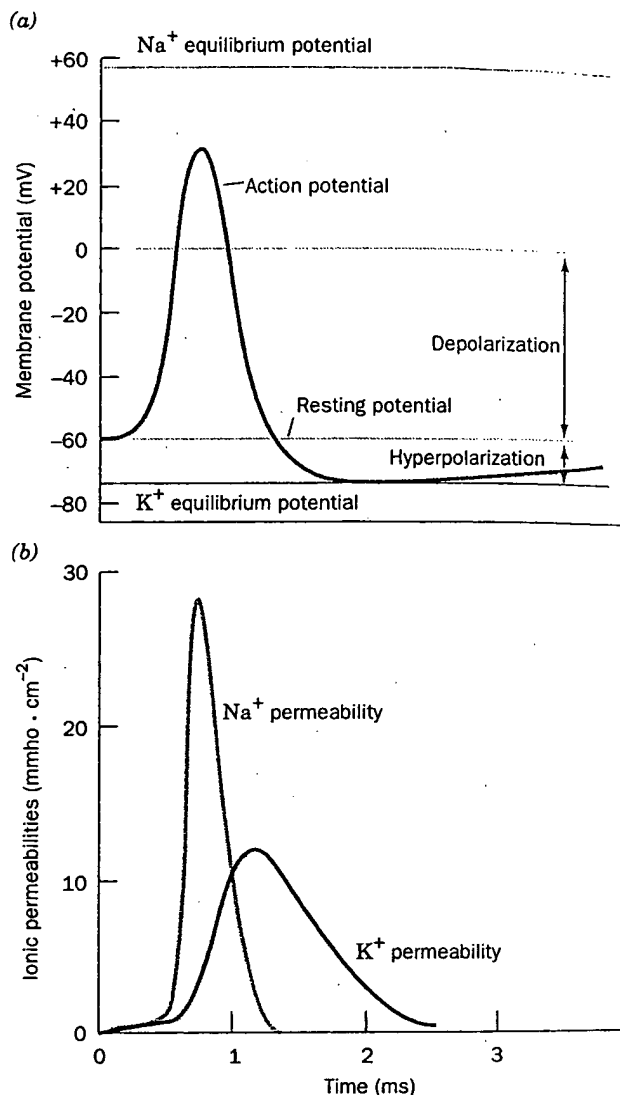 (a)
Na+ equilibrium potential
+60
+40
+20
0
−20
−40
−60
−80
Membrane potential (mV)
Action potential
Depolarization
Resting potential
Hyperpolarization
K+ equilibrium potential
(b)
30
20
10
0
Ionic permeabilities (mmho · cm−2)
Na+ permeability
K+ permeability
0
1
2
3
Time (ms)